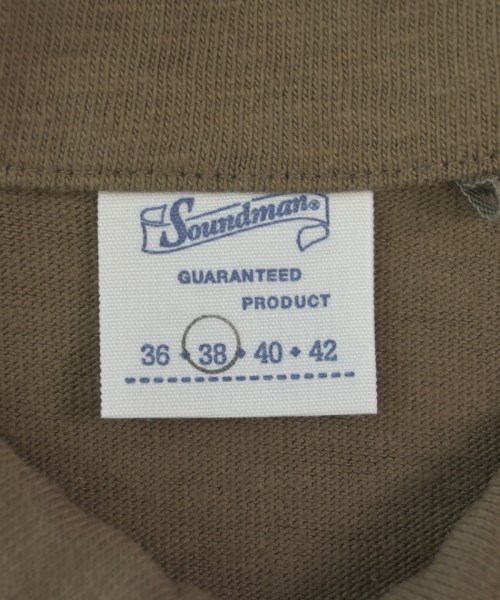 Soundman®
GUARANTEED
PRODUCT
36 ◆ 38 ◆ 40 ◆ 42